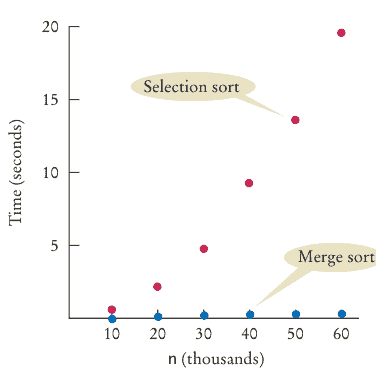 20
Selection sort
15
Time (seconds)
10
5
Merge sort
10 20 30 40 50 60
n (thousands)